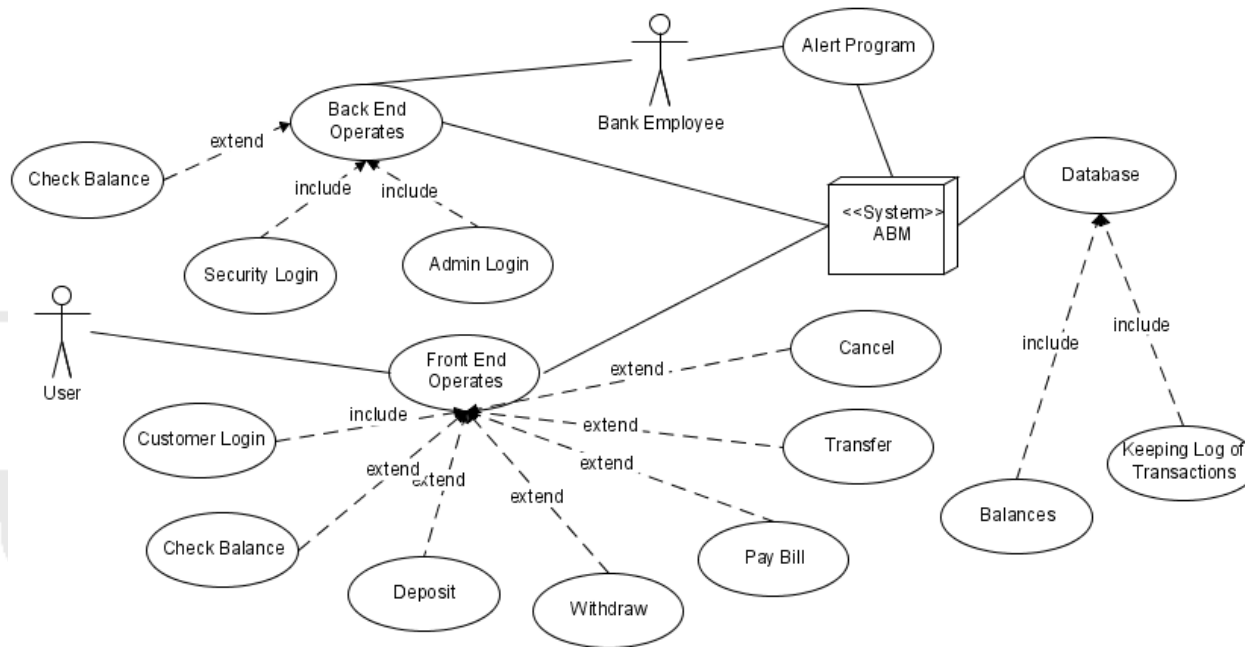 Alert Program
Back End
Operates
Bank Employee
extend
Check Balance
include
include
Database
<<System>>
ABM
Security Login
Admin Login
User
Front End
Operates
Cancel
extend
include
include
include
Customer Login
extend
Transfer
Keeping Log of
Transactions
extend
extend
extend
extend
Check Balance
Deposit
Withdraw
Pay Bill
Balances